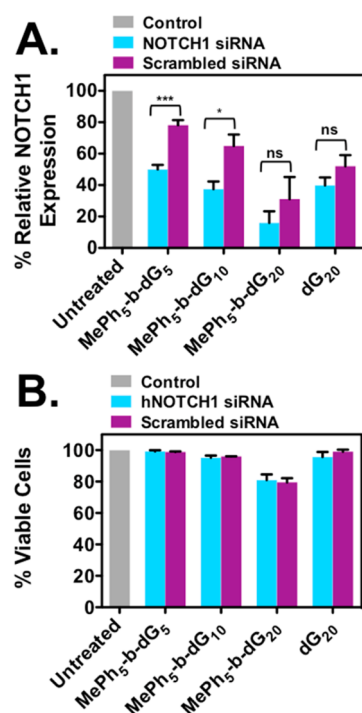 A.
Control
NOTCH1 siRNA
Scrambled siRNA
% Relative NOTCH1
Expression
100
80
60
40
20
0
***
*
ns
ns
Untreated
MePh₅-b-dG₅
MePh₅-b-dG₁₀
MePh₅-b-dG₂₀
dG₂₀
B.
Control
hNOTCH1 siRNA
Scrambled siRNA
% Viable Cells
100
80
60
40
20
0
Untreated
MePh₅-b-dG₅
MePh₅-b-dG₁₀
MePh₅-b-dG₂₀
dG₂₀